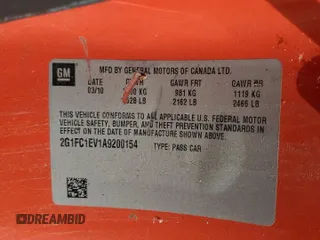 GM
MFD BY GENERAL MOTORS OF CANADA LTD.
DATE GAWR FRT GAWR RR
03/10 981 KG 1119 KG
2162 LB 2465 LB
THIS VEHICLE CONFORMS TO ALL APPLICABLE U.S. FEDERAL MOTOR
VEHICLE SAFETY, BUMPER, AND THEFT PREVENTION STANDARDS IN
EFFECT ON THE DATE OF MANUFACTURE SHOWN ABOVE.
2G1FC1EV1A9200154 TYPE: PASS CAR
DREAMBID